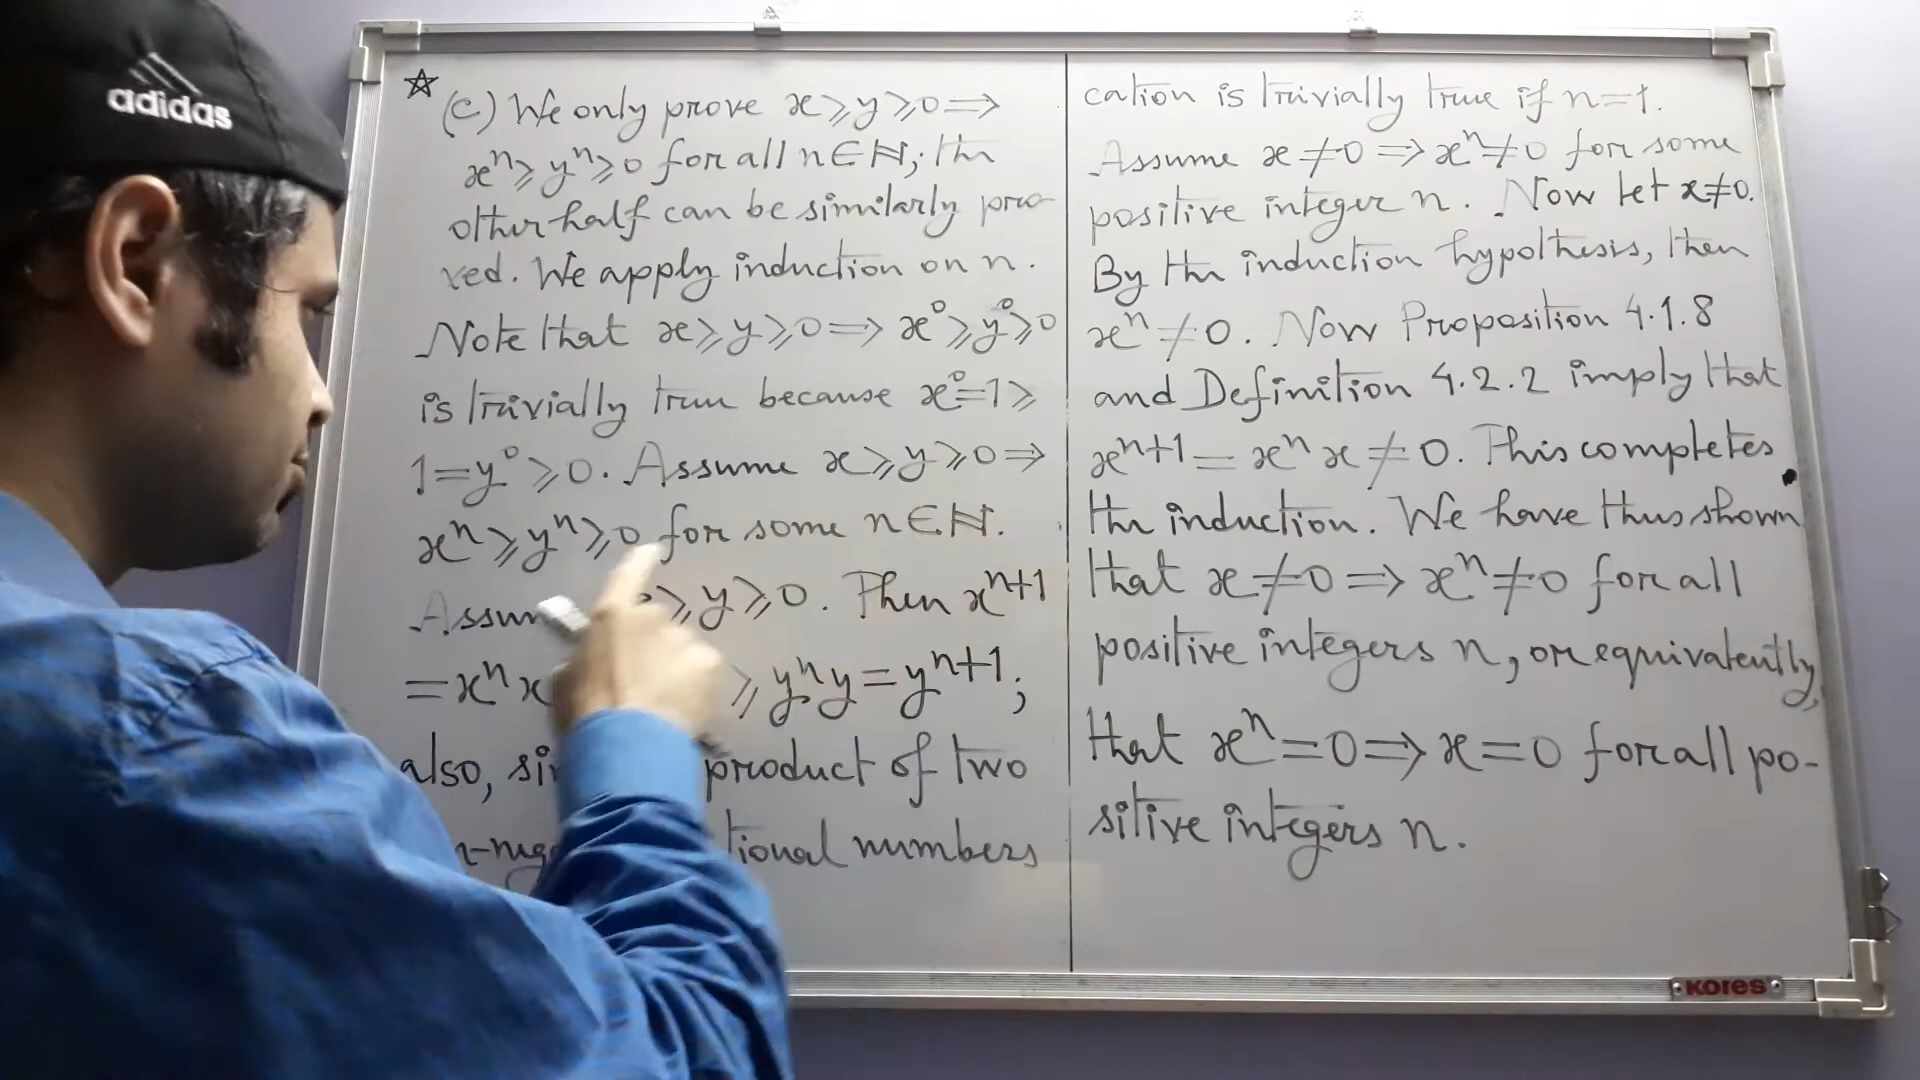 adidas
(c) We only prove x⩾y⩾0⟹
xⁿ⩾yⁿ⩾0 for all n∈ℕ; the
other half can be similarly pro-
ved. We apply induction on n.
Note that x⩾y⩾0⟹x⁰⩾y⁰⩾0
is trivially true because x⁰=1⩾
1=y⁰⩾0. Assume x⩾y⩾0⟹
xⁿ⩾yⁿ⩾0 for some n∈ℕ.
⩾y⩾0. Then xⁿ⁺¹
=xⁿx ⩾yⁿy=yⁿ⁺¹;
also, product of two
numbers
cation is trivially true if n=1.
Assume x≠0⟹xⁿ≠0 for some
positive integer n. Now let x≠0.
By the induction hypothesis, then
xⁿ≠0. Now Proposition 4.1.8
and Definition 4.2.2 imply that
xⁿ⁺¹=xⁿx≠0. This completes
the induction. We have thus shown
that x≠0⟹xⁿ≠0 for all
positive integers n, or equivalently,
that xⁿ=0⟹x=0 for all po-
sitive integers n.
KORES